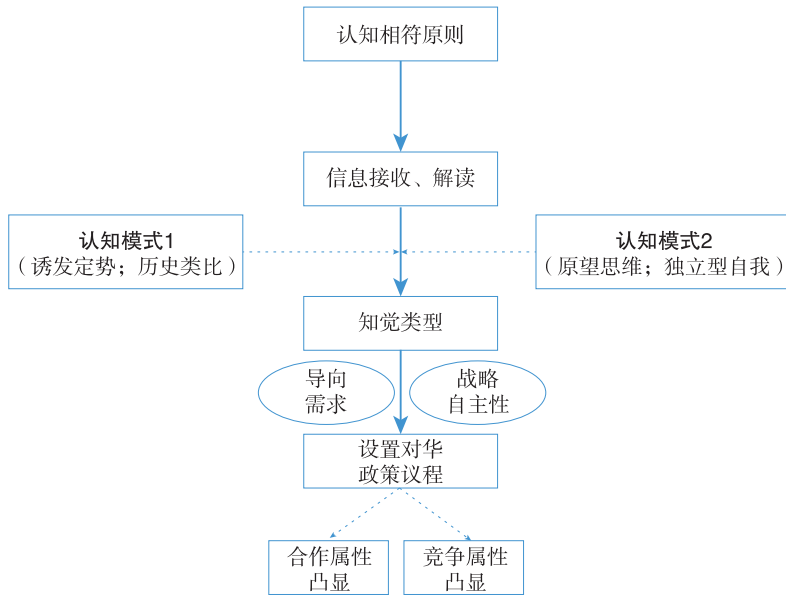 认知相符原则
信息接收、解读
认知模式1
（诱发定势；历史类比）
认知模式2
（原望思维；独立型自我）
知觉类型
导向
需求
战略
自主性
设置对华
政策议程
合作属性
凸显
竞争属性
凸显